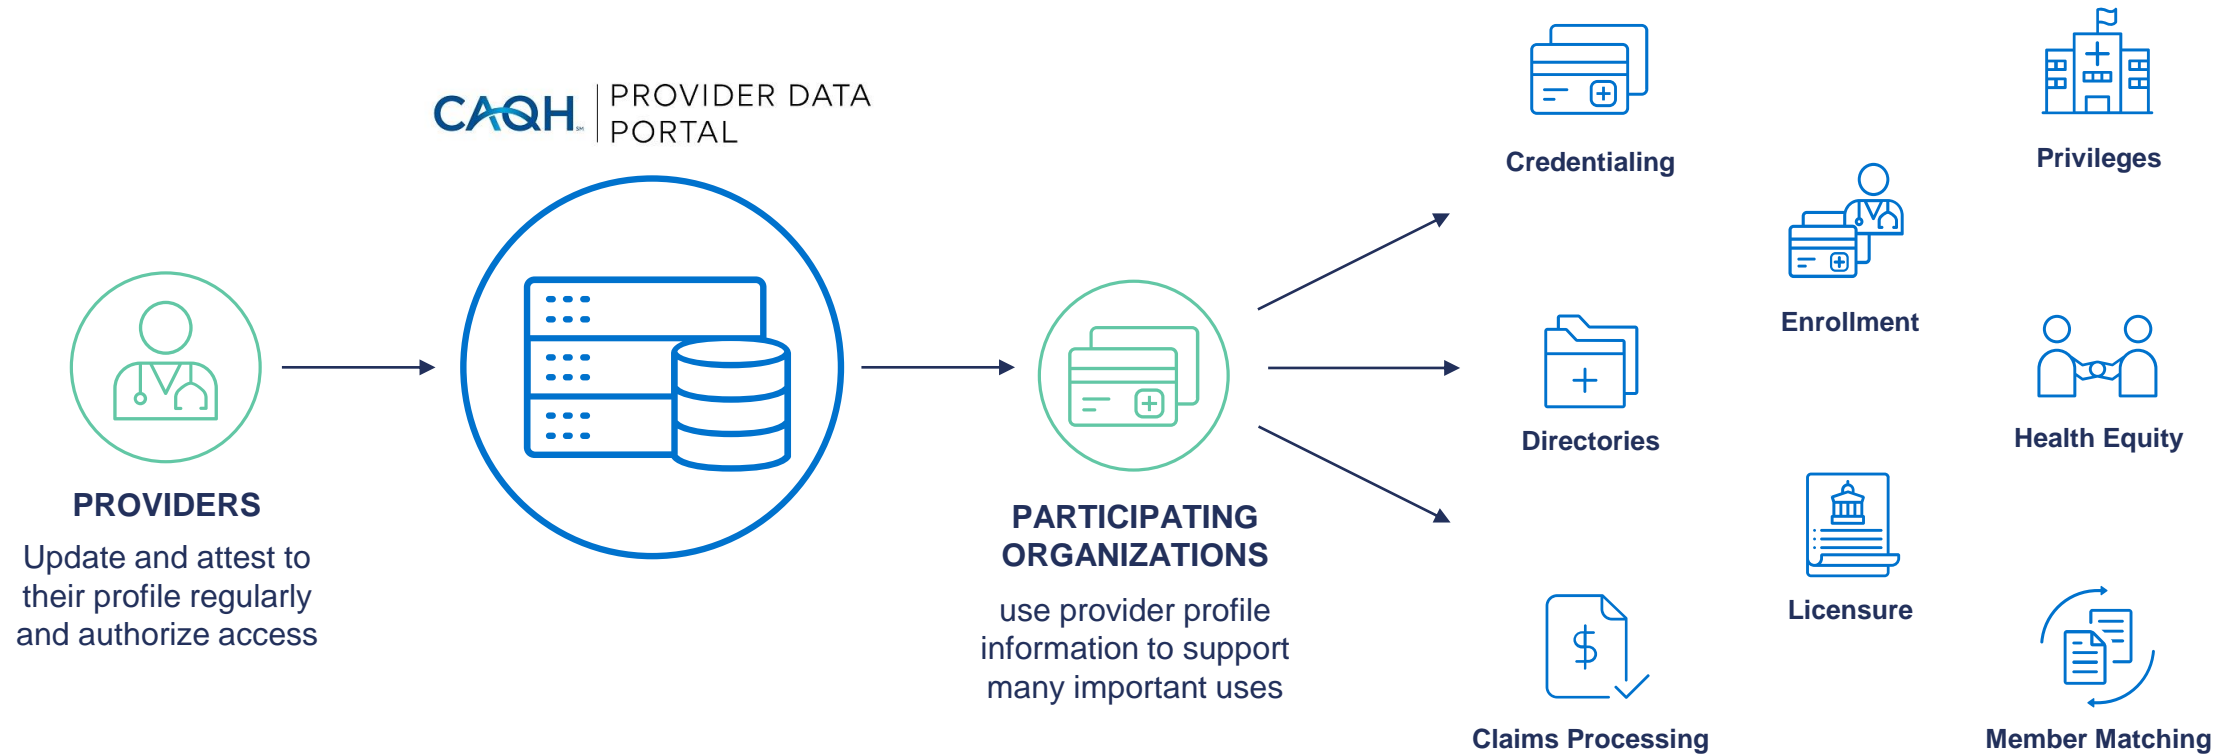 CAQH
SM
PROVIDER DATA
PORTAL
PROVIDERS
Update and attest to
their profile regularly
and authorize access
PARTICIPATING
ORGANIZATIONS
use provider profile
information to support
many important uses
Credentialing
Privileges
Enrollment
Directories
Health Equity
Licensure
$
Claims Processing
Member Matching